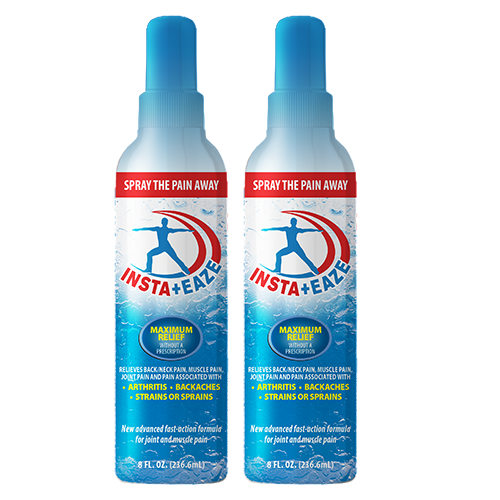 SPRAY THE PAIN AWAY
INSTA+EAZE
MAXIMUM
RELIEF
WITHOUT A
PRESCRIPTION
RELIEVES BACK/NECK PAIN, MUSCLE PAIN,
JOINT PAIN AND PAIN ASSOCIATED WITH
• ARTHRITIS • BACKACHES
• STRAINS OR SPRAINS
New advanced fast-action formula
for joint and muscle pain
8 FL. OZ. (236.6mL)
SPRAY THE PAIN AWAY
INSTA+EAZE
MAXIMUM
RELIEF
WITHOUT A
PRESCRIPTION
RELIEVES BACK/NECK PAIN, MUSCLE PAIN,
JOINT PAIN AND PAIN ASSOCIATED WITH
• ARTHRITIS • BACKACHES
• STRAINS OR SPRAINS
New advanced fast-action formula
for joint and muscle pain
8 FL. OZ. (236.6mL)